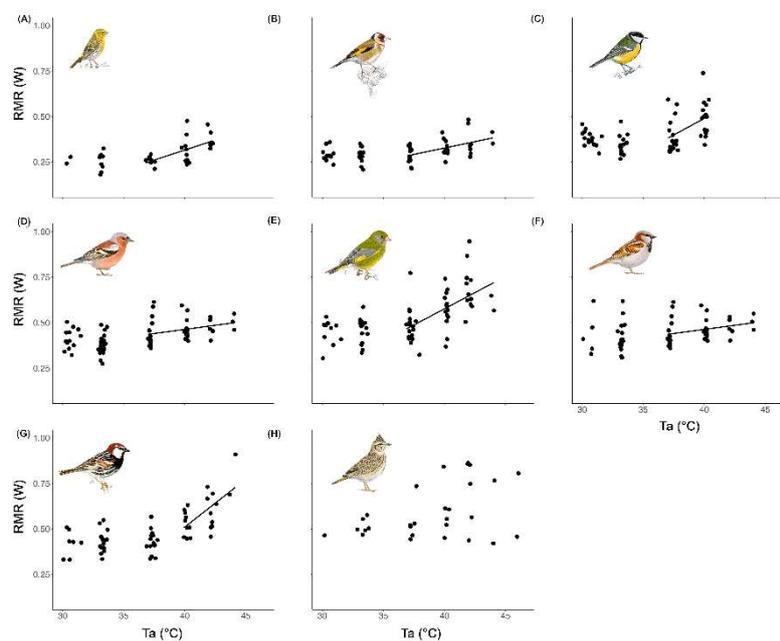 (A) (B) (C)
RMR (W) 1.00 0.75 0.50 0.25
(D) (E) (F)
RMR (W) 1.00 0.75 0.50 0.25
30 35 40 45
Ta (°C)
(G) (H)
RMR (W) 1.00 0.75 0.50 0.25
30 35 40 45 30 35 40 45
Ta (°C) Ta (°C)